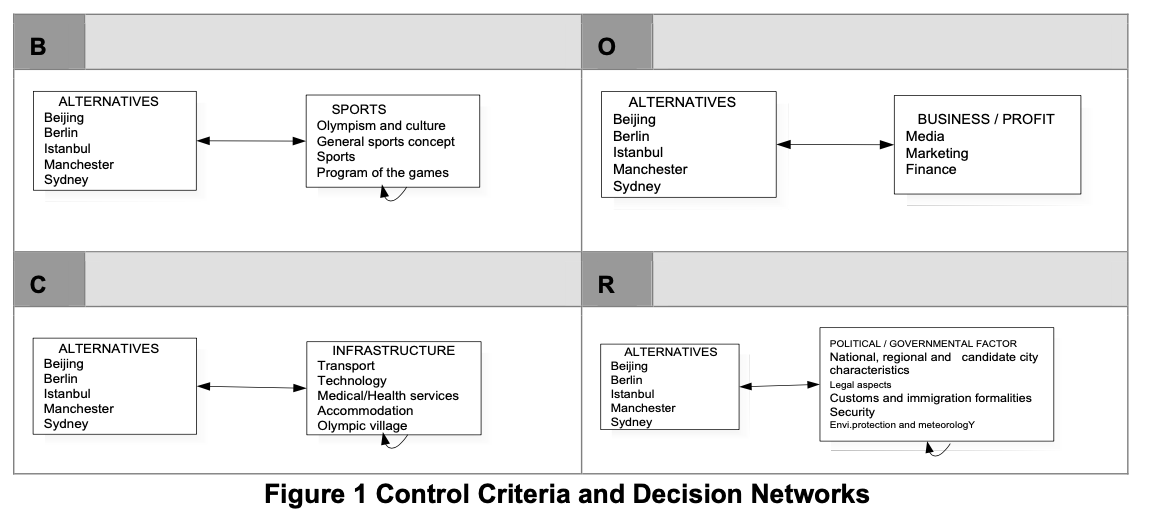 B
ALTERNATIVES
Beijing
Berlin
Istanbul
Manchester
Sydney
SPORTS
Olympism and culture
General sports concept
Sports
Program of the games
O
ALTERNATIVES
Beijing
Berlin
Istanbul
Manchester
Sydney
BUSINESS / PROFIT
Media
Marketing
Finance
C
ALTERNATIVES
Beijing
Berlin
Istanbul
Manchester
Sydney
INFRASTRUCTURE
Transport
Technology
Medical/Health services
Accommodation
Olympic village
R
ALTERNATIVES
Beijing
Berlin
Istanbul
Manchester
Sydney
POLITICAL / GOVERNMENTAL FACTOR
National, regional and candidate city
characteristics
Legal aspects
Customs and immigration formalities
Security
Envi.protection and meteorologY
Figure 1 Control Criteria and Decision Networks